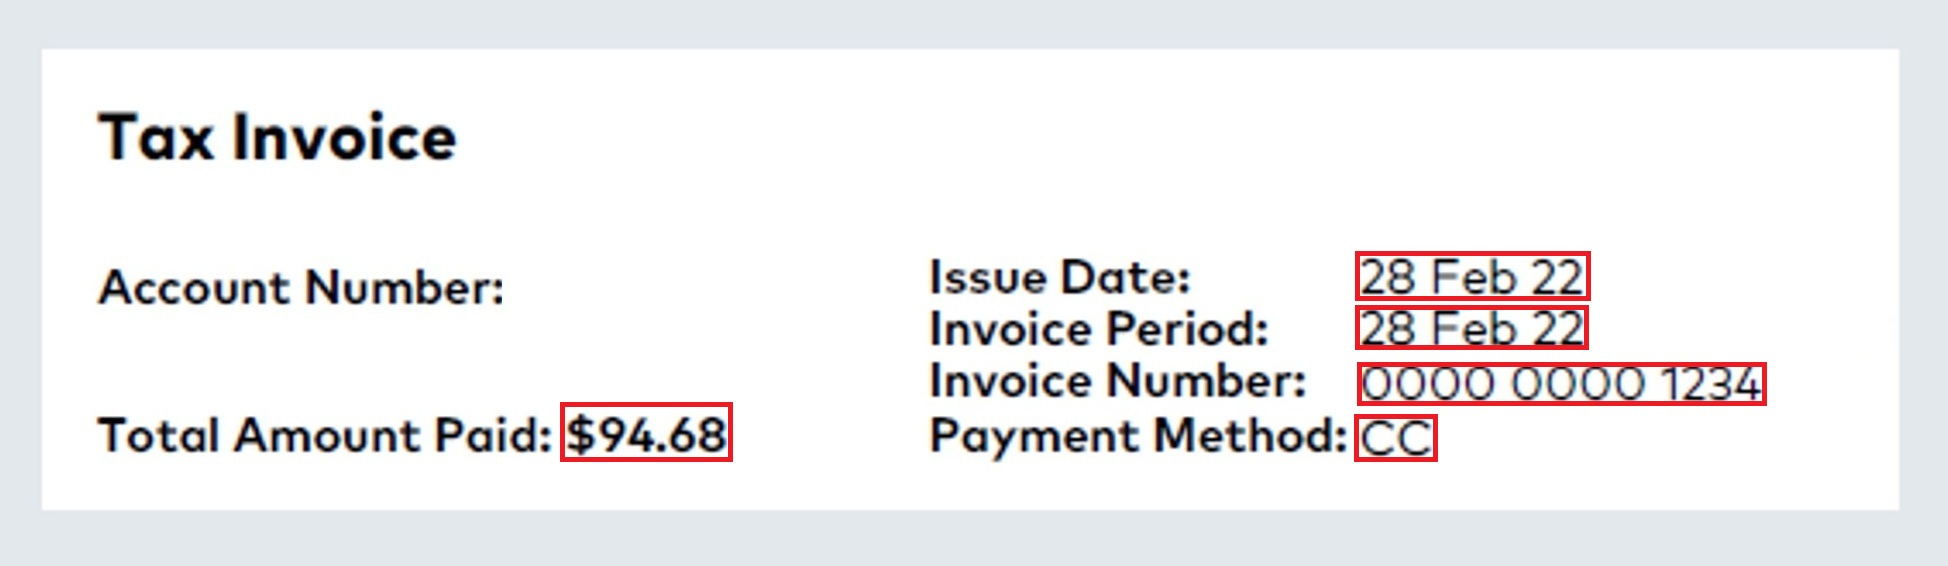 Tax Invoice
Account Number:
Total Amount Paid: $94.68
Issue Date: 28 Feb 22
Invoice Period: 28 Feb 22
Invoice Number: 0000 0000 1234
Payment Method: CC